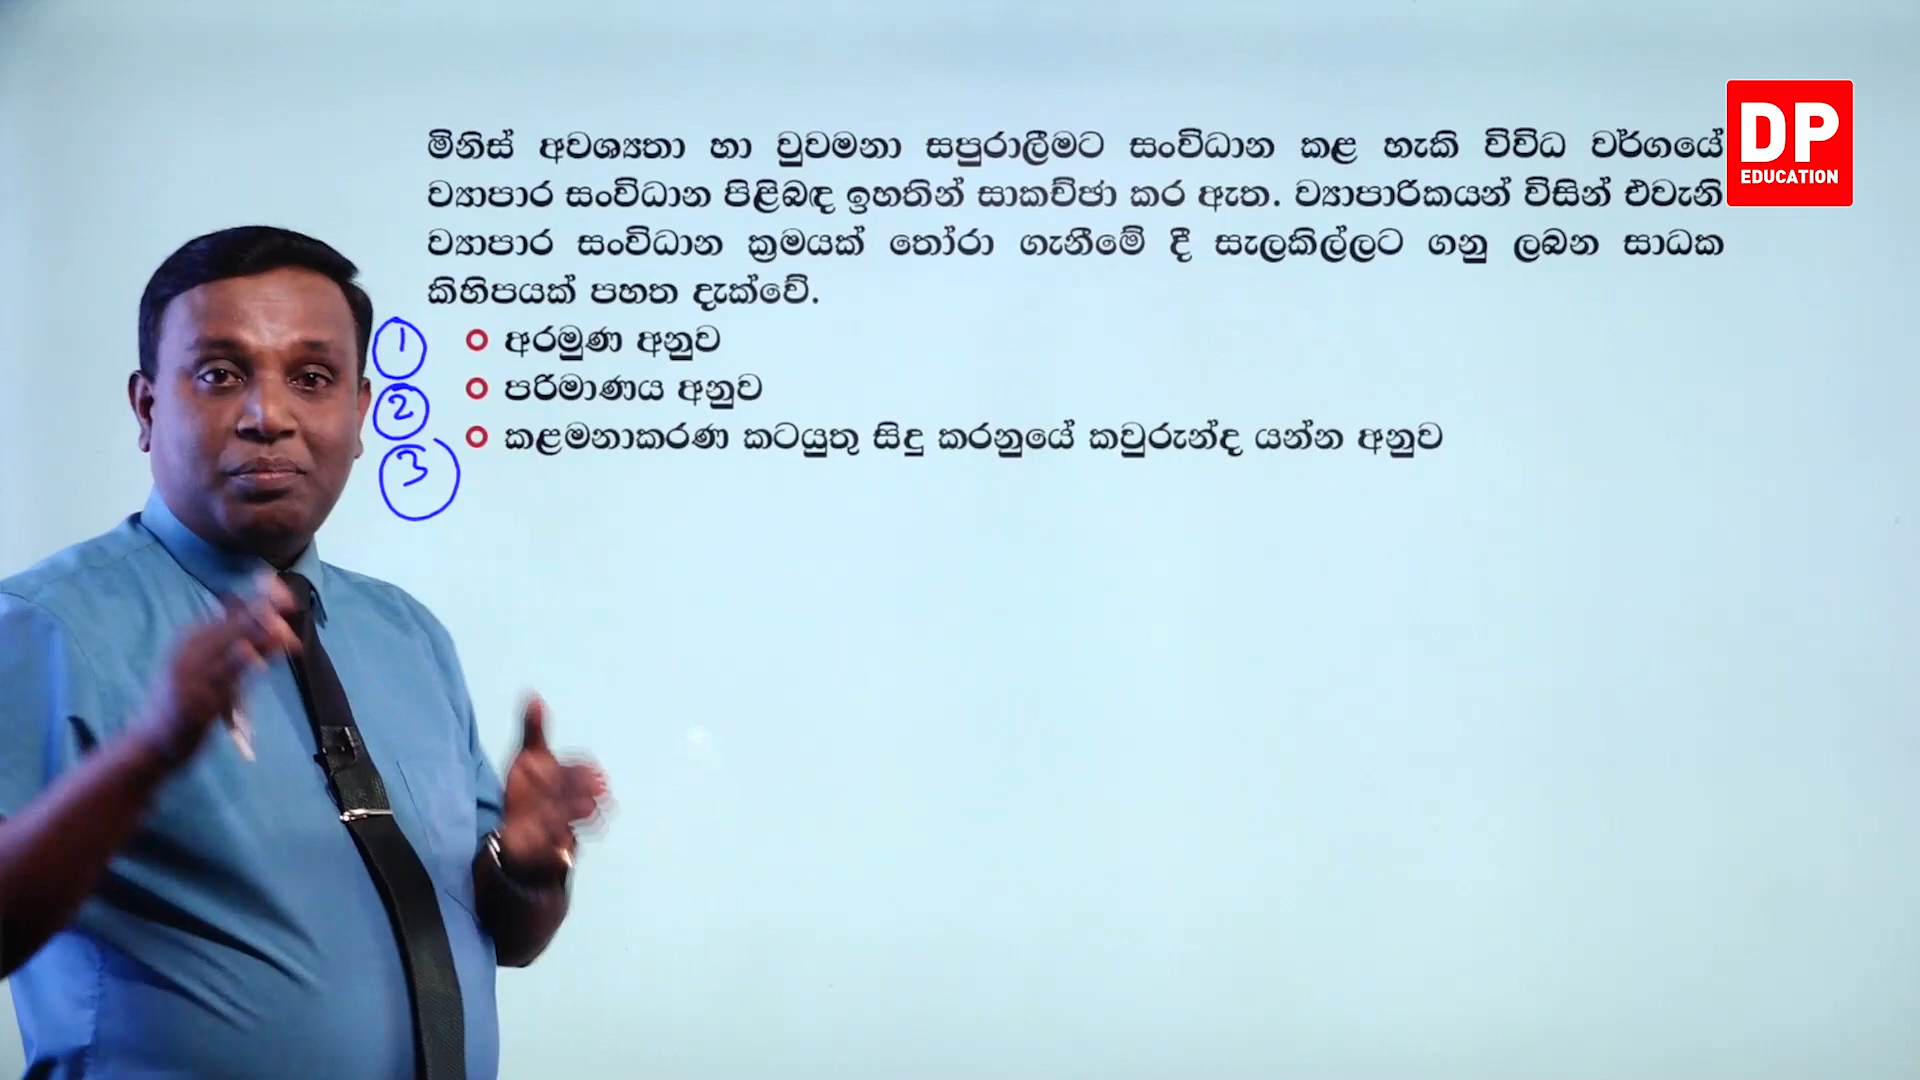 DP
EDUCATION
මිනිස් අවශ්‍යතා හා වුවමනා සපුරාලීමට සංවිධාන කළ හැකි විවිධ වර්ගයේ
ව්‍යාපාර සංවිධාන පිළිබඳ ඉහතින් සාකච්ඡා කර ඇත. ව්‍යාපාරිකයන් විසින් එවැනි
ව්‍යාපාර සංවිධාන ක්‍රමයක් තෝරා ගැනීමේ දී සැලකිල්ලට ගනු ලබන සාධක
කිහිපයක් පහත දැක්වේ.
1 අරමුණ අනුව
2 පරිමාණය අනුව
3 කළමනාකරණ කටයුතු සිදු කරනුයේ කවුරුන්ද යන්න අනුව